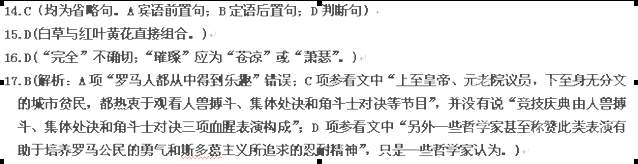 14.C（均为省略句。A 宾语前置句；B 定语后置句；D 判断句）
15.D(白草与红叶黄花直接组合。)
16.D(“完全”不确切；“璀璨”应为“苍凉”或“萧瑟”。)
17.B(解析：A 项“罗马人都从中得到乐趣”错误；C 项参看文中“上至皇帝、元老院议员，下至身无分文
的城市贫民，都热衷于观看人兽搏斗、集体处决和角斗士对决等节目”，并没有说“竞技庆典由人兽搏
斗、集体处决和角斗士对决三项血腥表演构成”；D 项参看文中“另外一些哲学家甚至称赞此类表演有
助于培养罗马公民的勇气和斯多葛主义所追求的忍耐精神”，只是一些哲学家认为。)